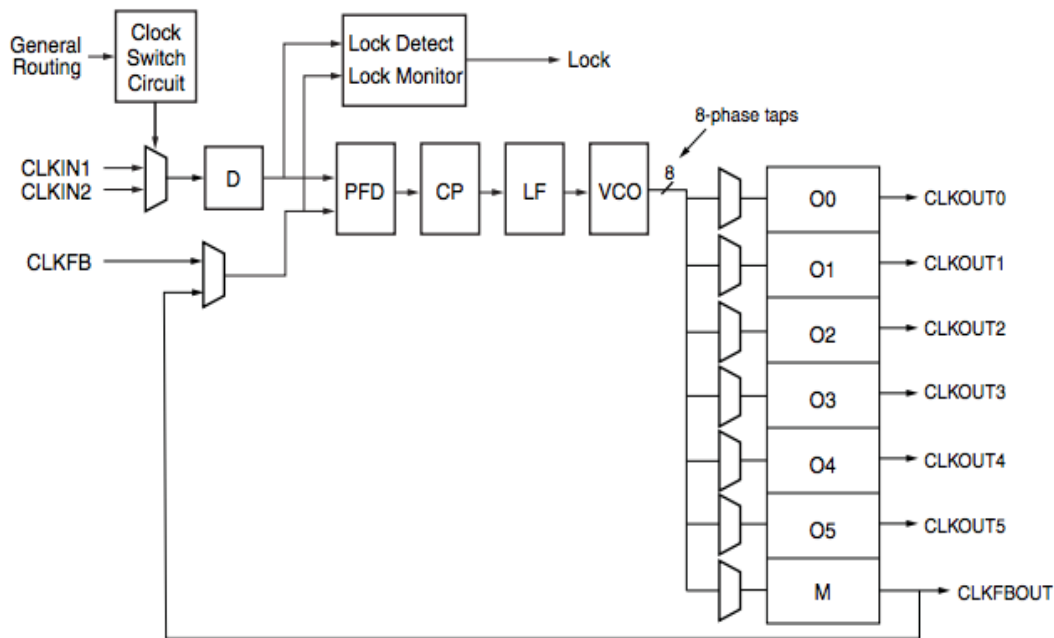 General
Routing
Clock
Switch
Circuit
Lock Detect
Lock Monitor
Lock
8-phase taps
CLKIN1
CLKIN2
D
PFD
CP
LF
VCO
8
CLKFB
O0
CLKOUT0
O1
CLKOUT1
O2
CLKOUT2
O3
CLKOUT3
O4
CLKOUT4
O5
CLKOUT5
M
CLKFBOUT